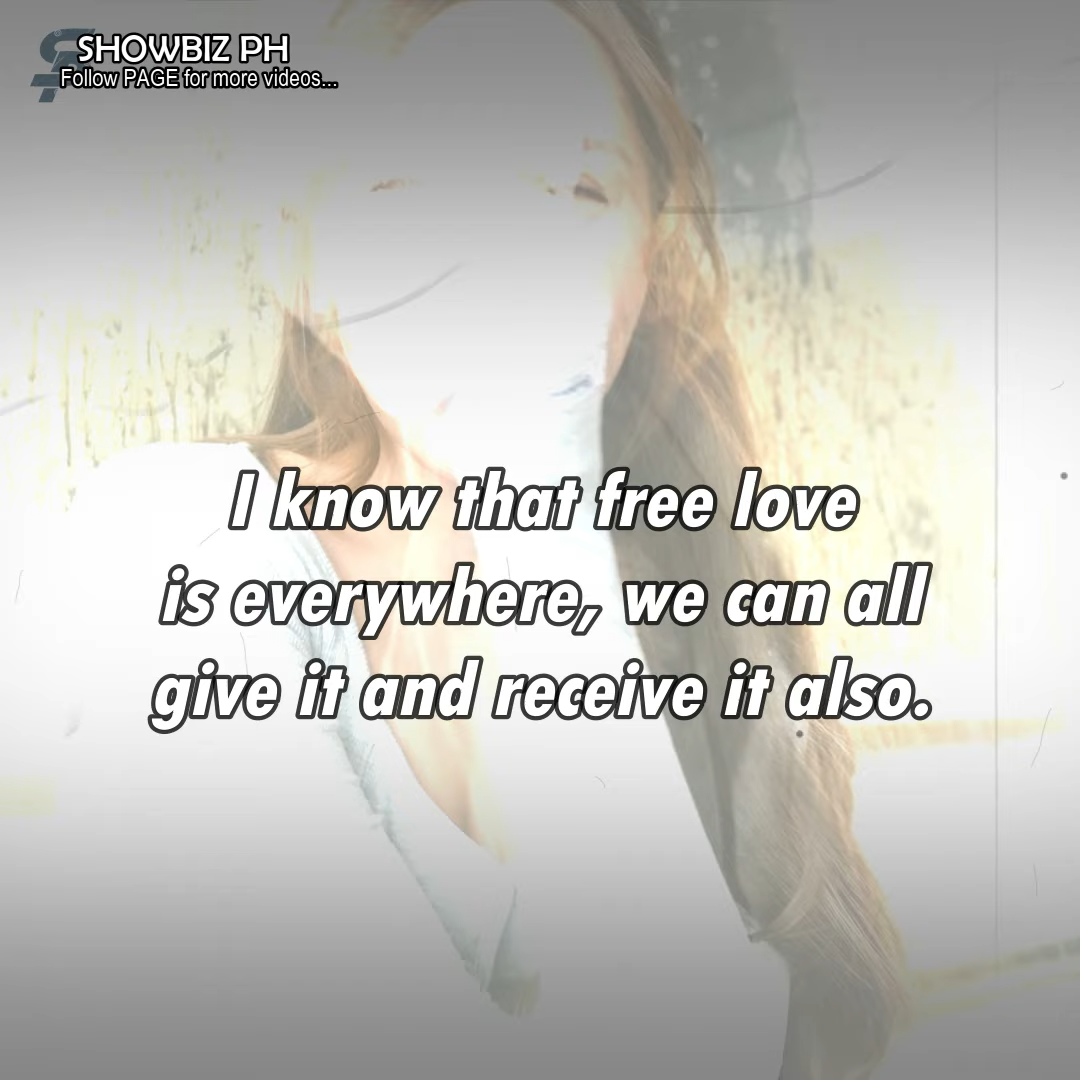 SHOWBIZ PH
Follow PAGE for more videos...
I know that free love
is everywhere, we can all
give it and receive it also.